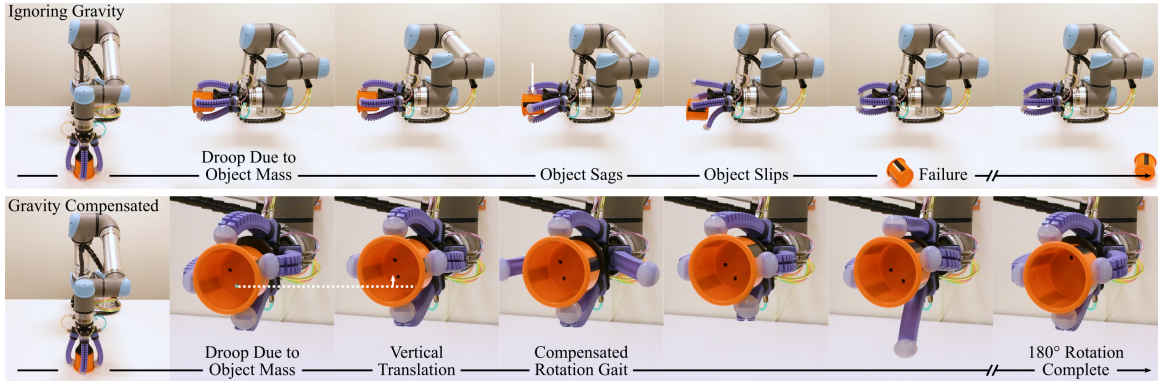 Ignoring Gravity
Droop Due to
Object Mass
Object Sags
Object Slips
Failure
Gravity Compensated
Droop Due to
Object Mass
Vertical
Translation
Compensated
Rotation Gait
180° Rotation
Complete